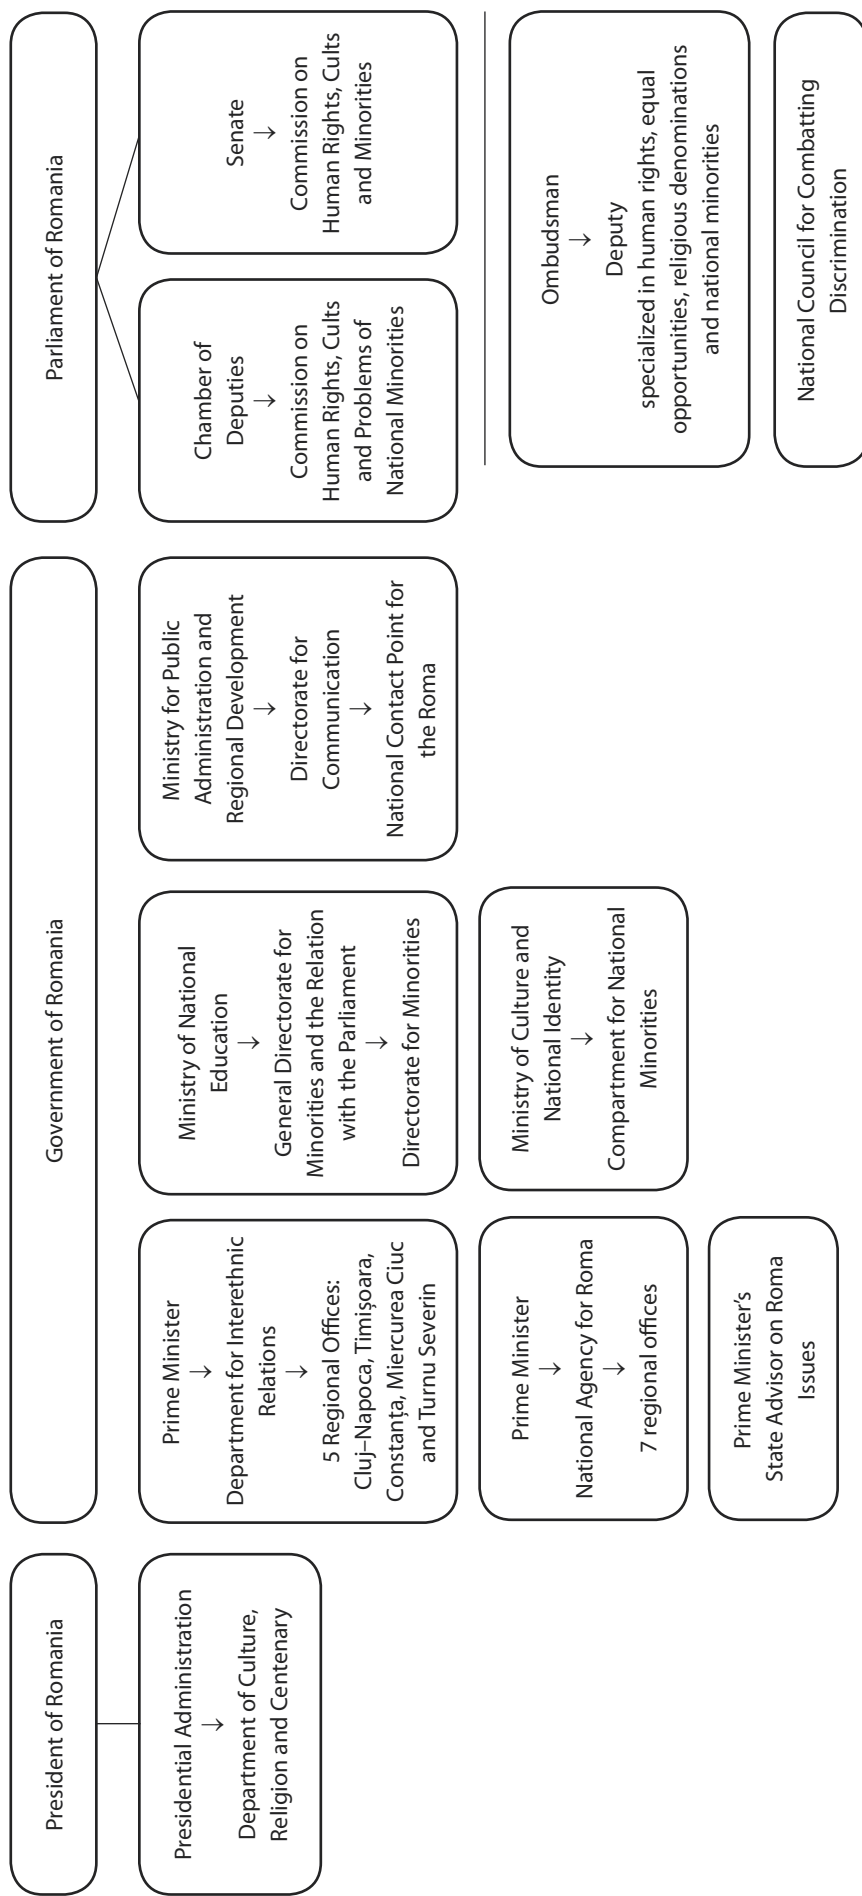 President of Romania
Presidential Administration
↓
Department of Culture,
Religion and Centenary
Government of Romania
Prime Minister
↓
Department for Interethnic
Relations
↓
5 Regional Offices:
Cluj–Napoca, Timişoara,
Constanţa, Miercurea Ciuc
and Turnu Severin
Prime Minister
↓
National Agency for Roma
↓
7 regional offices
Prime Minister's
State Advisor on Roma
Issues
Ministry of National
Education
↓
General Directorate for
Minorities and the Relation
with the Parliament
↓
Directorate for Minorities
Ministry of Culture and
National Identity
↓
Compartment for National
Minorities
Ministry for Public
Administration and
Regional Development
↓
Directorate for
Communication
↓
National Contact Point for
the Roma
Parliament of Romania
Chamber of
Deputies
↓
Commission on
Human Rights, Cults
and Problems of
National Minorities
Senate
↓
Commission on
Human Rights, Cults
and Minorities
Ombudsman
↓
Deputy
specialized in human rights, equal
opportunities, religious denominations
and national minorities
National Council for Combatting
Discrimination